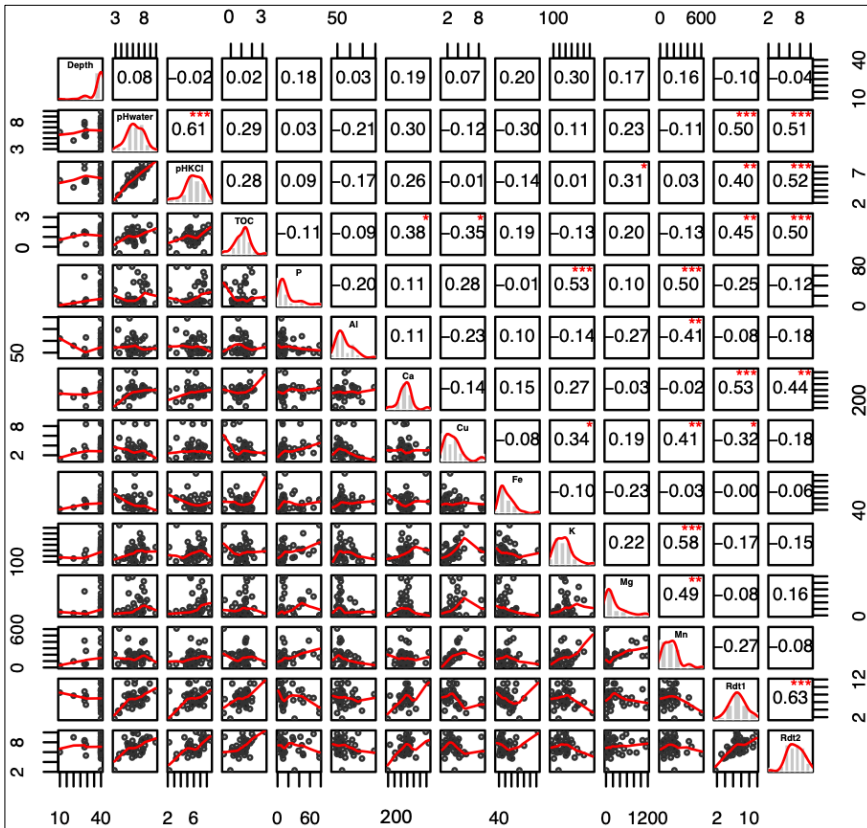 3 8 0 3 50 2 8 100 0 600 2 8
Depth 0.08 −0.02 0.02 0.18 0.03 0.19 0.07 0.20 0.30 0.17 0.16 −0.10 −0.04 10 40
3 8 pHwater 0.61 *** 0.29 0.03 −0.21 0.30 −0.12 −0.30 0.11 0.23 −0.11 0.50 *** 0.51 ***
pHKCl 0.28 0.09 −0.17 0.26 −0.01 −0.14 0.01 0.31 * 0.03 0.40 ** 0.52 *** 2 7
0 3 TOC −0.11 −0.09 0.38 * −0.35 * 0.19 −0.13 0.20 −0.13 0.45 ** 0.50 ***
P −0.20 0.11 0.28 −0.01 0.53 *** 0.10 0.50 *** −0.25 −0.12 0 80
50 Al 0.11 −0.23 0.10 −0.14 −0.27 −0.41 ** −0.08 −0.18
Ca −0.14 0.15 0.27 −0.03 −0.02 0.53 *** 0.44 ** 200
2 8 Cu −0.08 0.34 * 0.19 0.41 ** −0.32 * −0.18
Fe −0.10 −0.23 −0.03 −0.00 −0.06 40
100 K 0.22 0.58 *** −0.17 −0.15
Mg 0.49 ** −0.08 0.16 0
0 600 Mn −0.27 −0.08
Rdt1 0.63 *** 2 12
2 8 Rdt2
10 40 2 6 0 60 200 40 0 1200 2 10